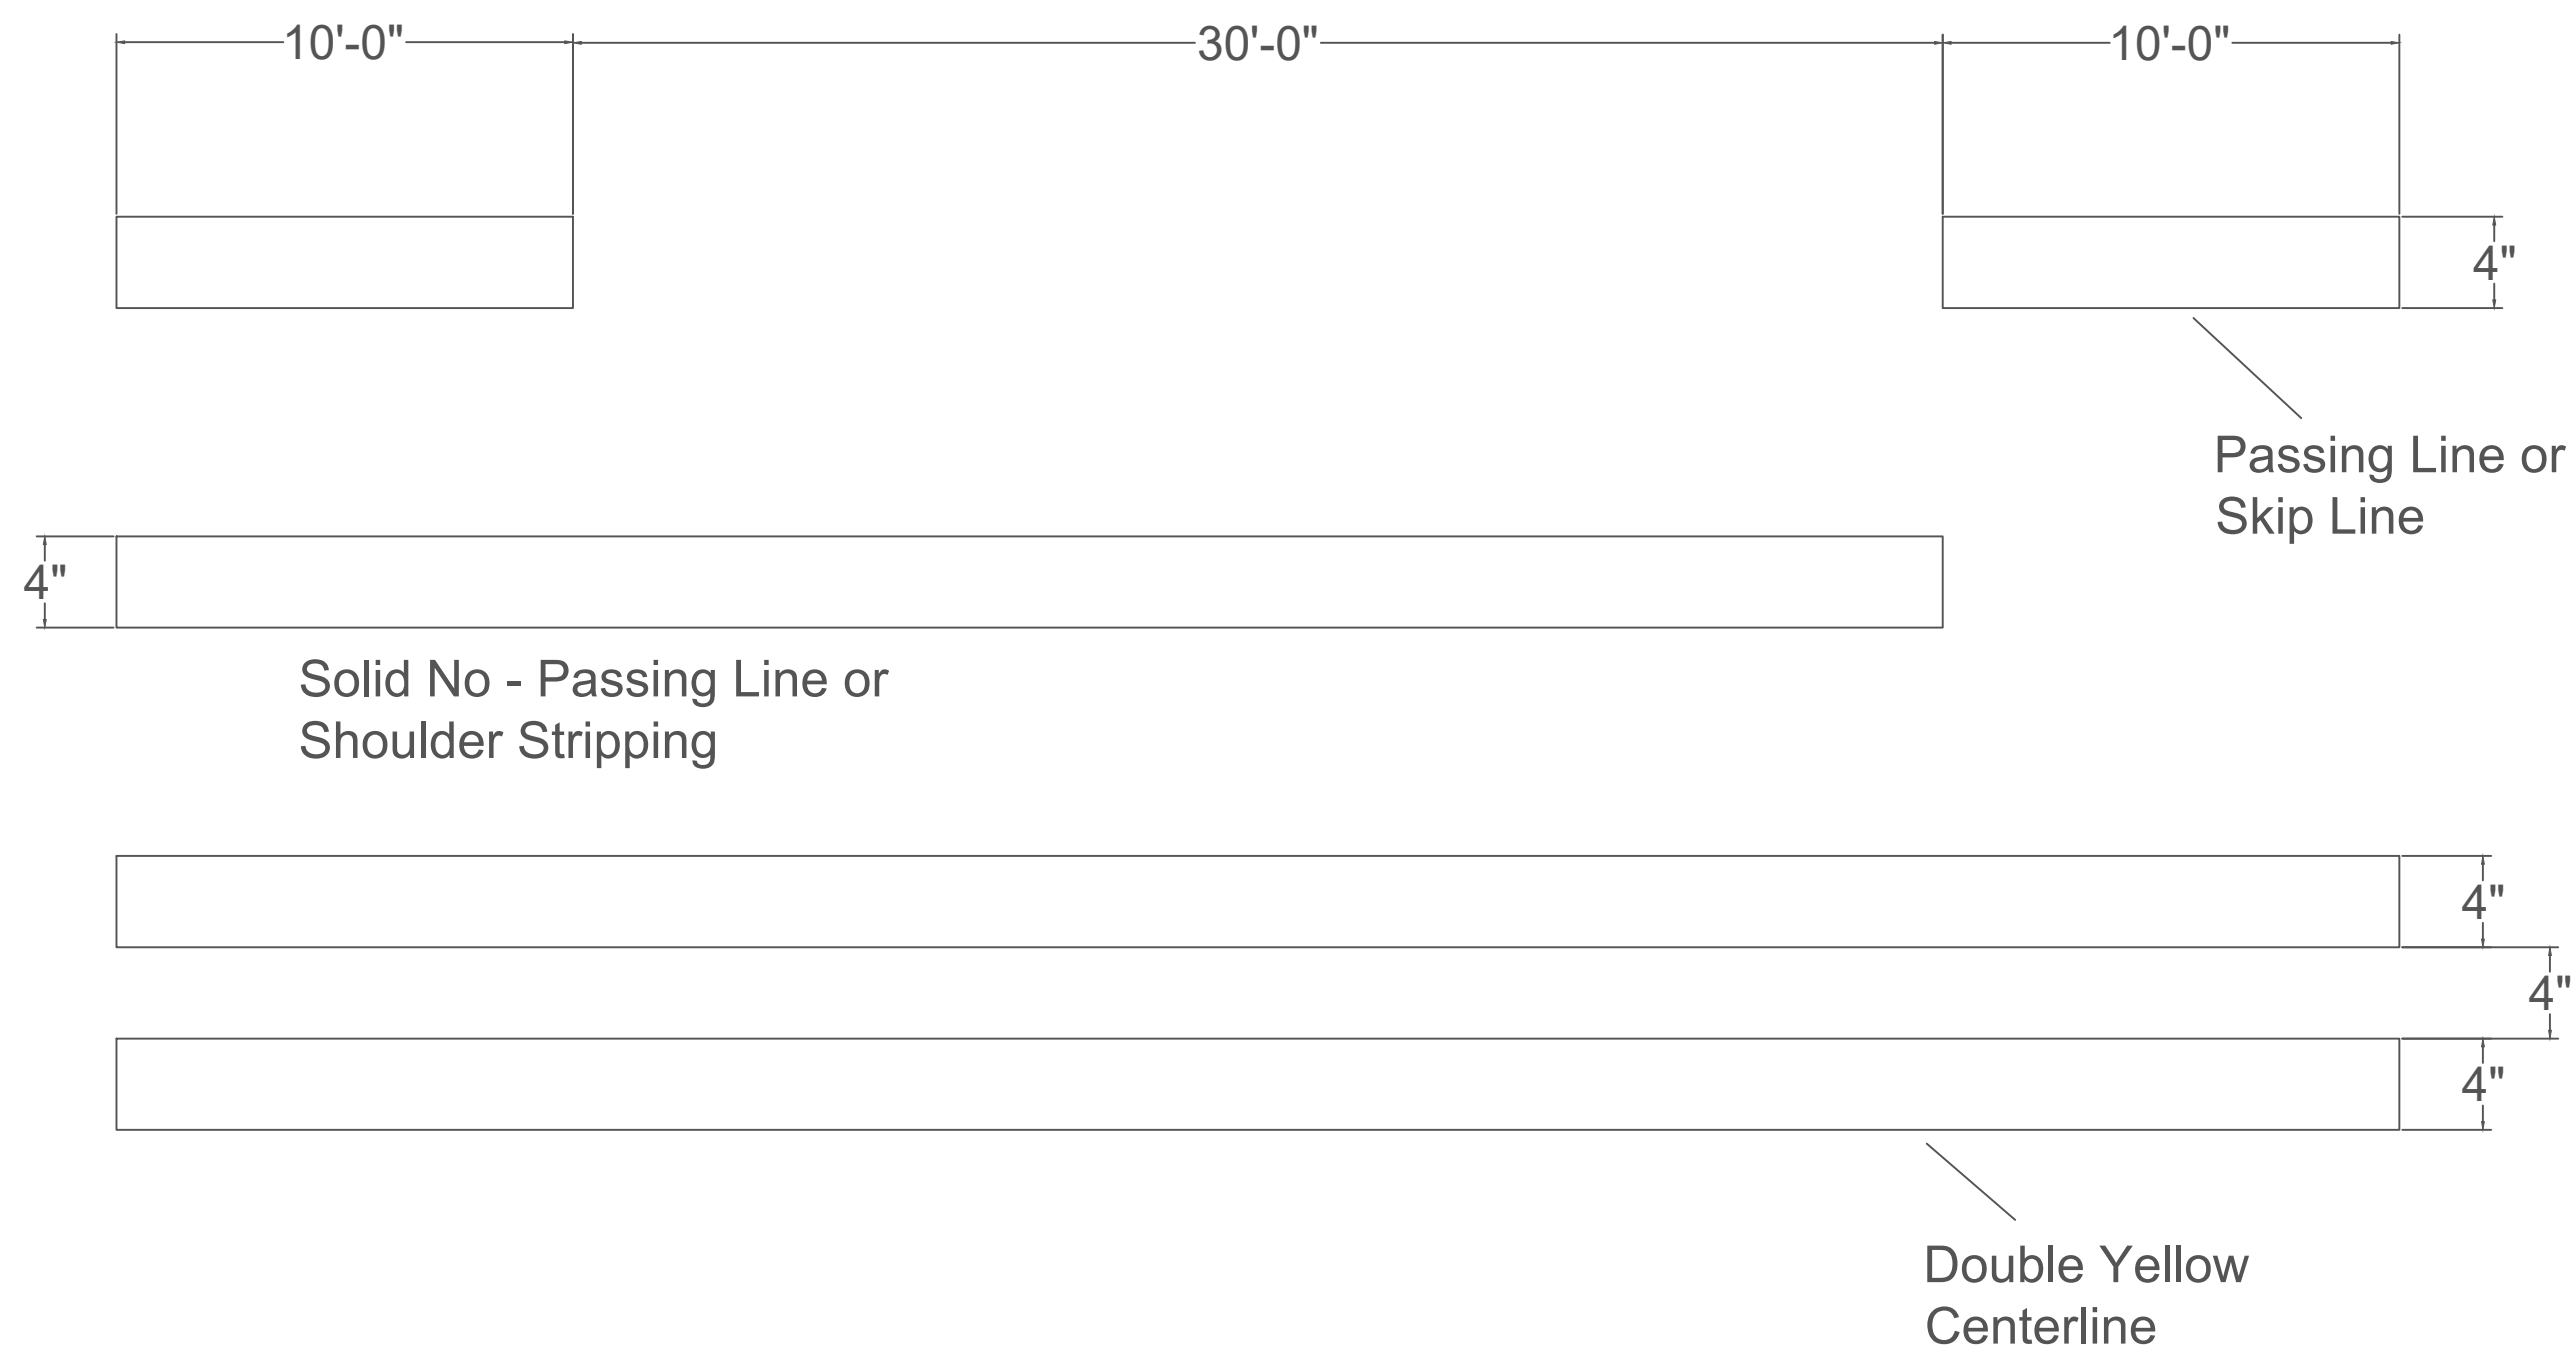 10'-0"
30'-0"
10'-0"
4"
Passing Line or
Skip Line
4"
Solid No - Passing Line or
Shoulder Stripping
4"
4"
4"
Double Yellow
Centerline